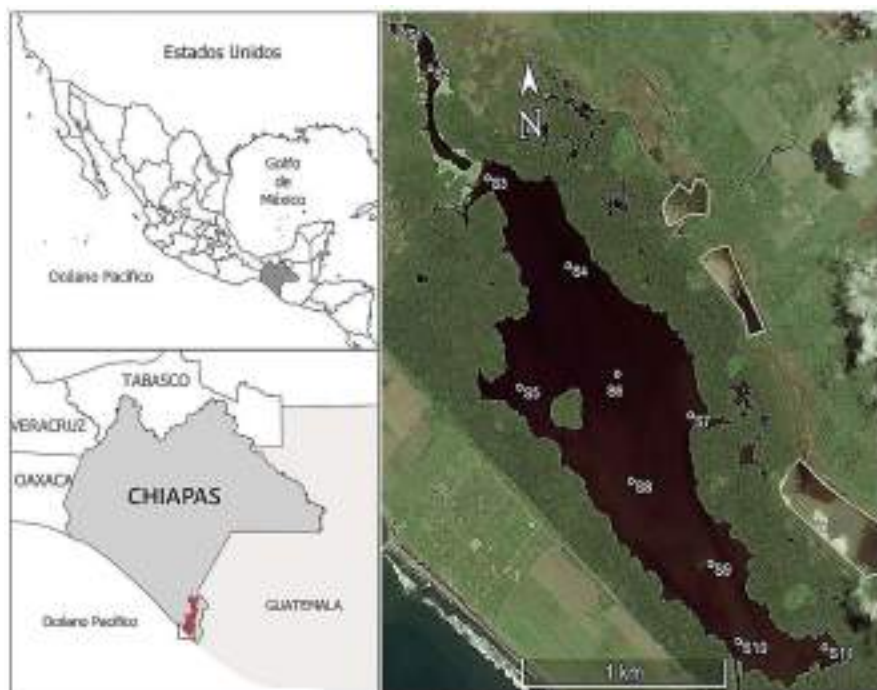 Estados Unidos
Golfo
de
México
Océano Pacífico
TABASCO
VERACRUZ
OAXACA
CHIAPAS
GUATEMALA
Océano Pacífico
N
S3
S4
S5
S6
S7
S8
S9
S10
S11
1 km